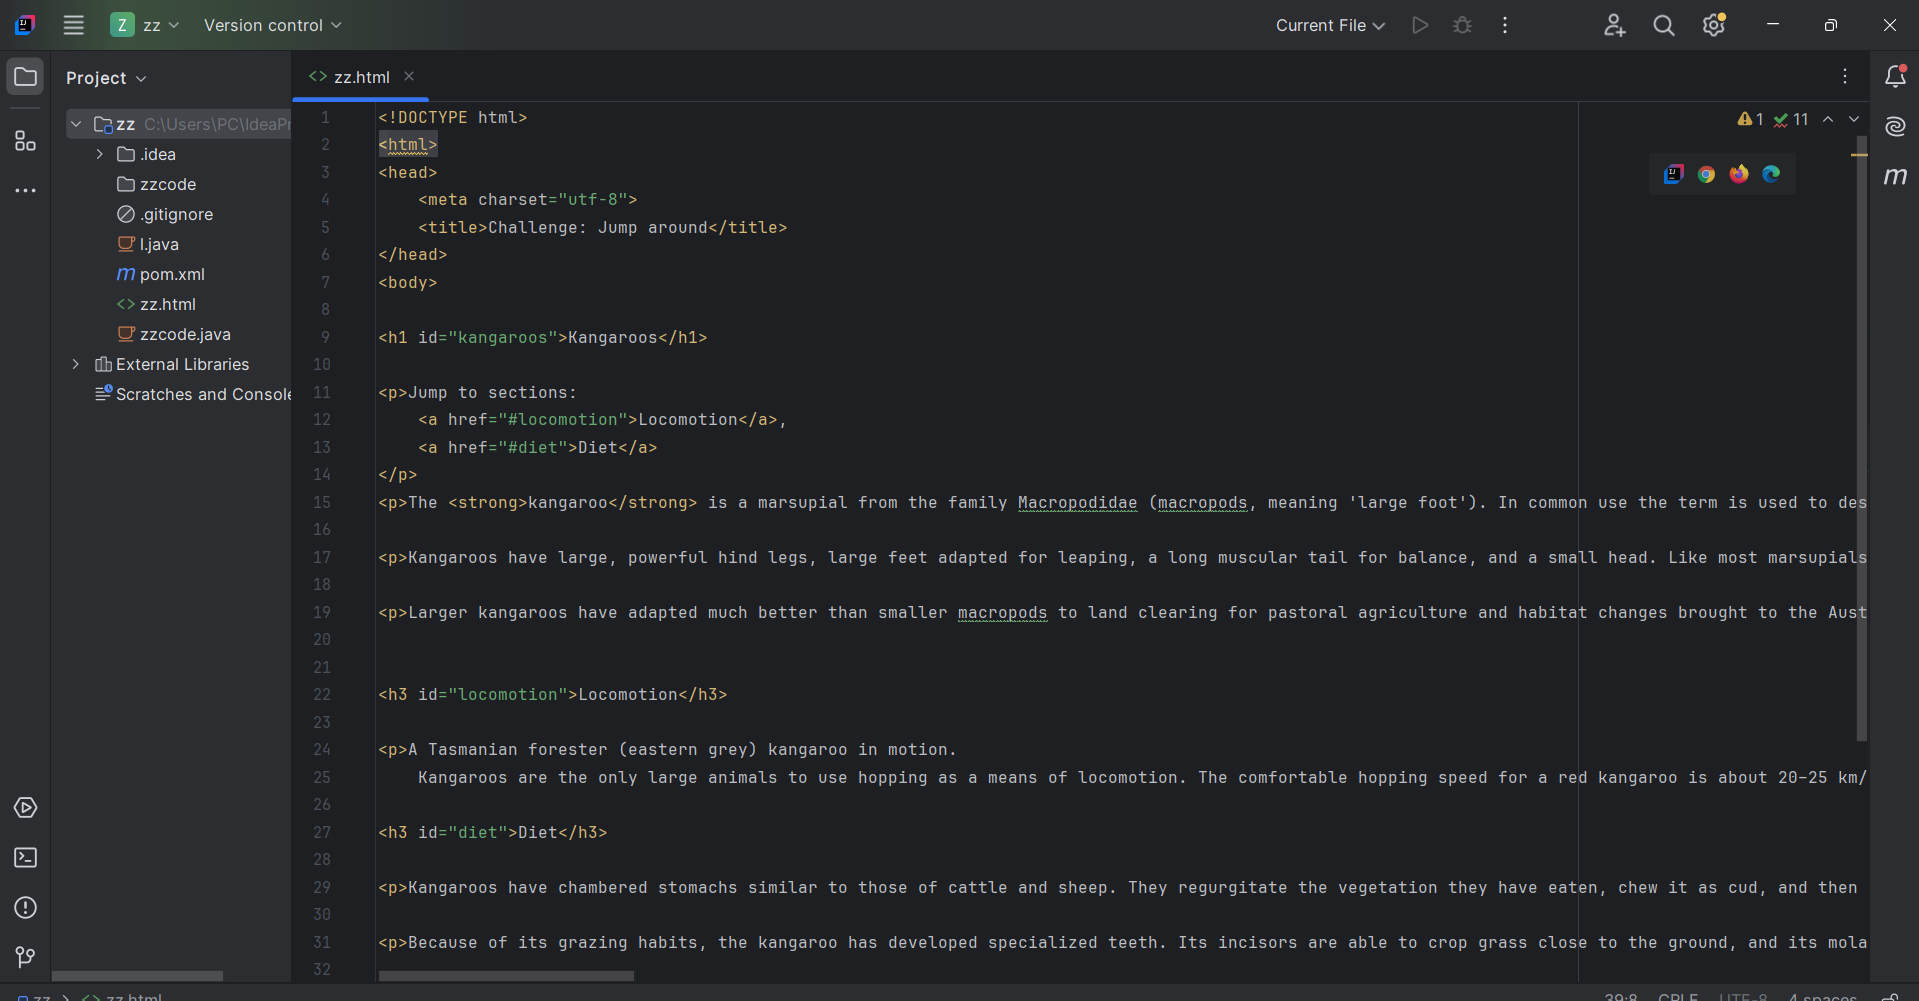 Z zz Version control Current File
Project
zz.html
zz C:\Users\PC\IdeaPr
.idea
zzcode
.gitignore
I.java
m pom.xml
zz.html
zzcode.java
External Libraries
Scratches and Console
1 <!DOCTYPE html>
2 <html>
3 <head>
4 <meta charset="utf-8">
5 <title>Challenge: Jump around</title>
6 </head>
7 <body>
8
9 <h1 id="kangaroos">Kangaroos</h1>
10
11 <p>Jump to sections:
12 <a href="#locomotion">Locomotion</a>,
13 <a href="#diet">Diet</a>
14 </p>
15 <p>The <strong>kangaroo</strong> is a marsupial from the family Macropodidae (macropods, meaning 'large foot'). In common use the term is used to des
16
17 <p>Kangaroos have large, powerful hind legs, large feet adapted for leaping, a long muscular tail for balance, and a small head. Like most marsupials
18
19 <p>Larger kangaroos have adapted much better than smaller macropods to land clearing for pastoral agriculture and habitat changes brought to the Aust
20
21
22 <h3 id="locomotion">Locomotion</h3>
23
24 <p>A Tasmanian forester (eastern grey) kangaroo in motion.
25 Kangaroos are the only large animals to use hopping as a means of locomotion. The comfortable hopping speed for a red kangaroo is about 20–25 km/
26
27 <h3 id="diet">Diet</h3>
28
29 <p>Kangaroos have chambered stomachs similar to those of cattle and sheep. They regurgitate the vegetation they have eaten, chew it as cud, and then
30
31 <p>Because of its grazing habits, the kangaroo has developed specialized teeth. Its incisors are able to crop grass close to the ground, and its mola
32
1 11
m
zz zz.html 39:8 CRLF UTF-8 4 spaces